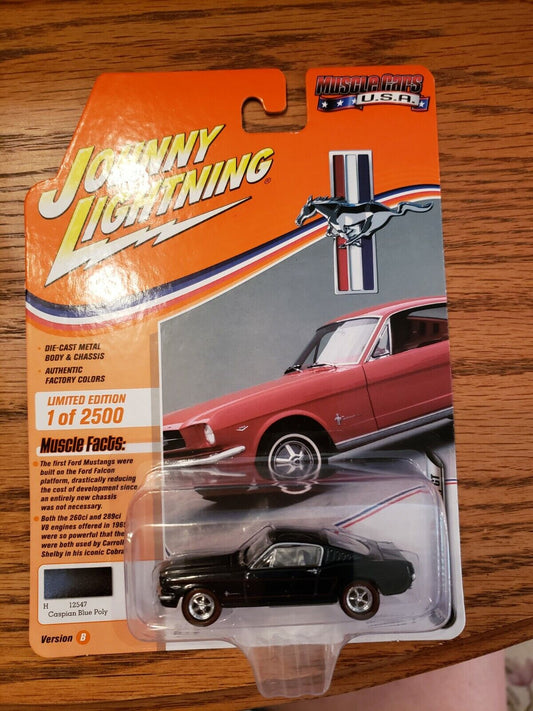 MUSCLE CARS
U.S.A.
JOHNNY
LIGHTNING®
• DIE-CAST METAL
BODY & CHASSIS
• AUTHENTIC
FACTORY COLORS
LIMITED EDITION
1 of 2500
Muscle Facts:
• The first Ford Mustangs were
built on the Ford Falcon
platform, drastically reducing
the cost of development since
an entirely new chassis
was not necessary.
• Both the 260ci and 289ci
V8 engines offered in 1965
were so powerful that the
were both used by Carroll
Shelby in his iconic Cobra
H 12547
Caspian Blue Poly
Version B